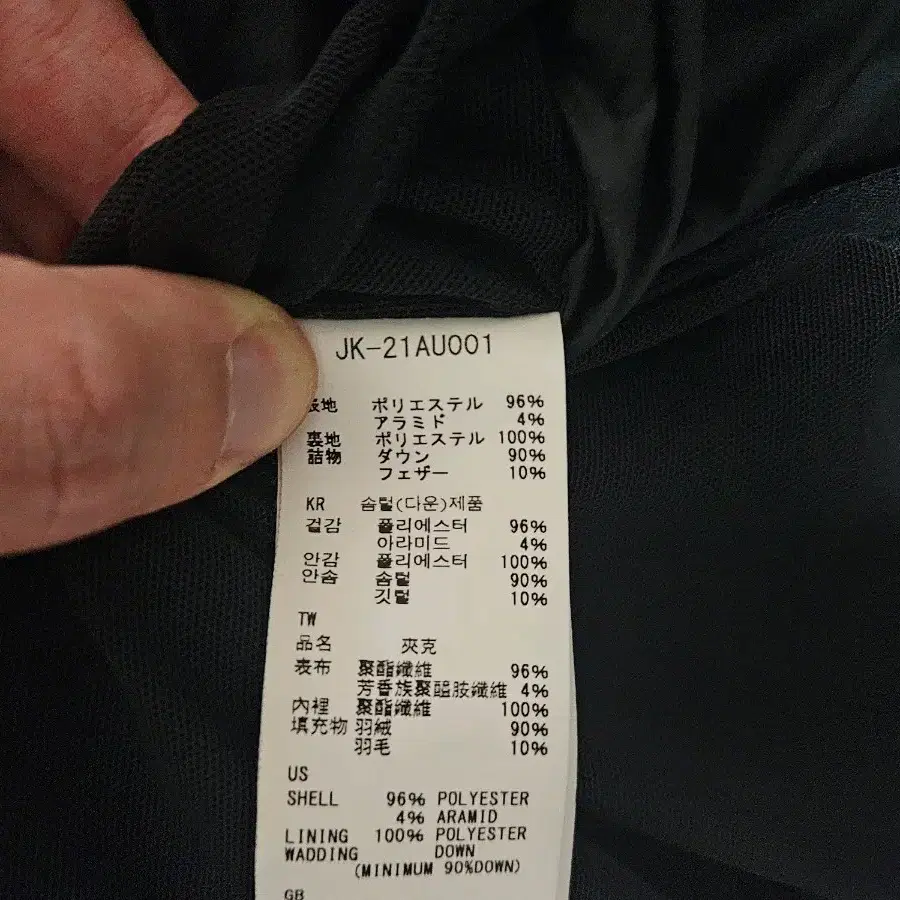 JK-21AU001
表地 ポリエステル 96%
アラミド 4%
裏地 ポリエステル 100%
詰物 ダウン 90%
フェザー 10%
KR 솜털(다운)제품
겉감 폴리에스터 96%
아라미드 4%
안감 폴리에스터 100%
안솜 솜털 90%
깃털 10%
TW
品名 夾克
表布 聚酯纖維 96%
芳香族聚醯胺纖維 4%
內裡 聚酯纖維 100%
填充物 羽絨 90%
羽毛 10%
US
SHELL 96% POLYESTER
4% ARAMID
LINING 100% POLYESTER
WADDING DOWN
(MINIMUM 90%DOWN)
GB